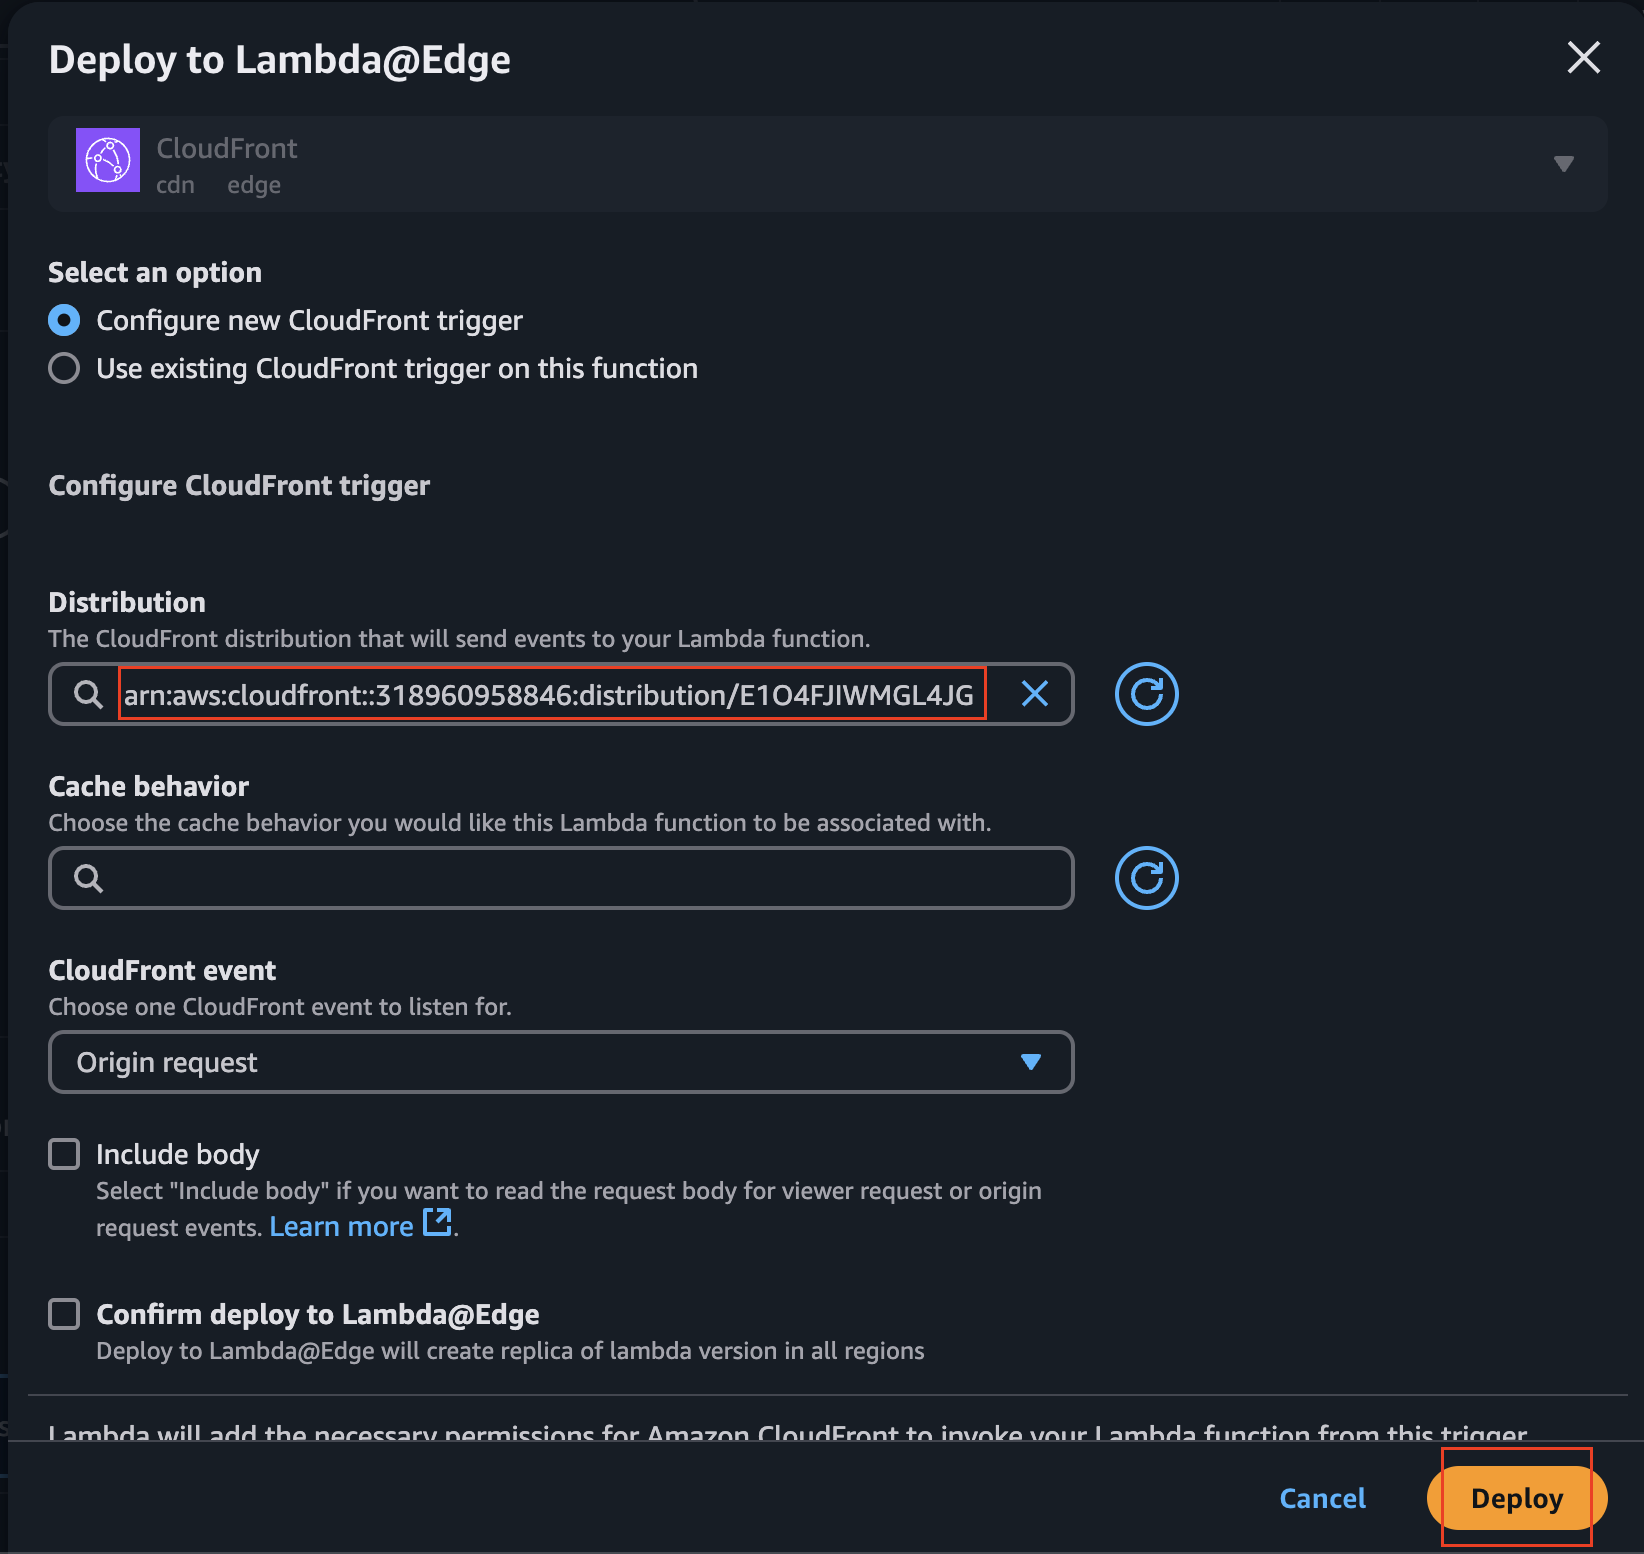 Deploy to Lambda@Edge
CloudFront
cdn edge
Select an option
Configure new CloudFront trigger
Use existing CloudFront trigger on this function
Configure CloudFront trigger
Distribution
The CloudFront distribution that will send events to your Lambda function.
arn:aws:cloudfront::318960958846:distribution/E1O4FJIWMGL4JG
Cache behavior
Choose the cache behavior you would like this Lambda function to be associated with.
CloudFront event
Choose one CloudFront event to listen for.
Origin request
Include body
Select "Include body" if you want to read the request body for viewer request or origin
request events. Learn more.
Confirm deploy to Lambda@Edge
Deploy to Lambda@Edge will create replica of lambda version in all regions
Lambda will add the necessary permissions for Amazon CloudFront to invoke your Lambda function from this trigger
Cancel Deploy